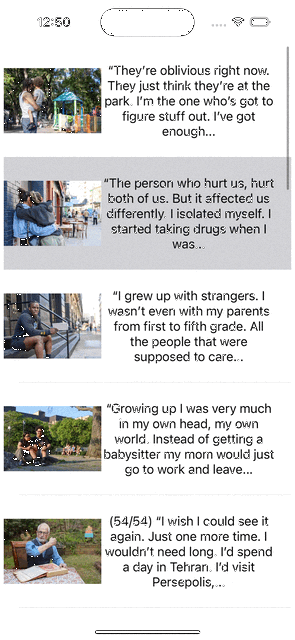 12:50
“They’re oblivious right now.
They just think they’re at the
park. I’m the one who’s got to
figure stuff out. I’ve got
enough...
“The person who hurt us, hurt
both of us. But it affected us
differently. I isolated myself. I
started taking drugs when I
was...
“I grew up with strangers. I
wasn’t even with my parents
from first to fifth grade. All
the people that were
supposed to care...
“Growing up I was very much
in my own head, my own
world. Instead of getting a
babysitter my mom would just
go to work and leave...
(54/54) “I wish I could see it
again. Just one more time. I
wouldn’t need long. I’d spend
a day in Tehran. I’d visit
Persepolis,...